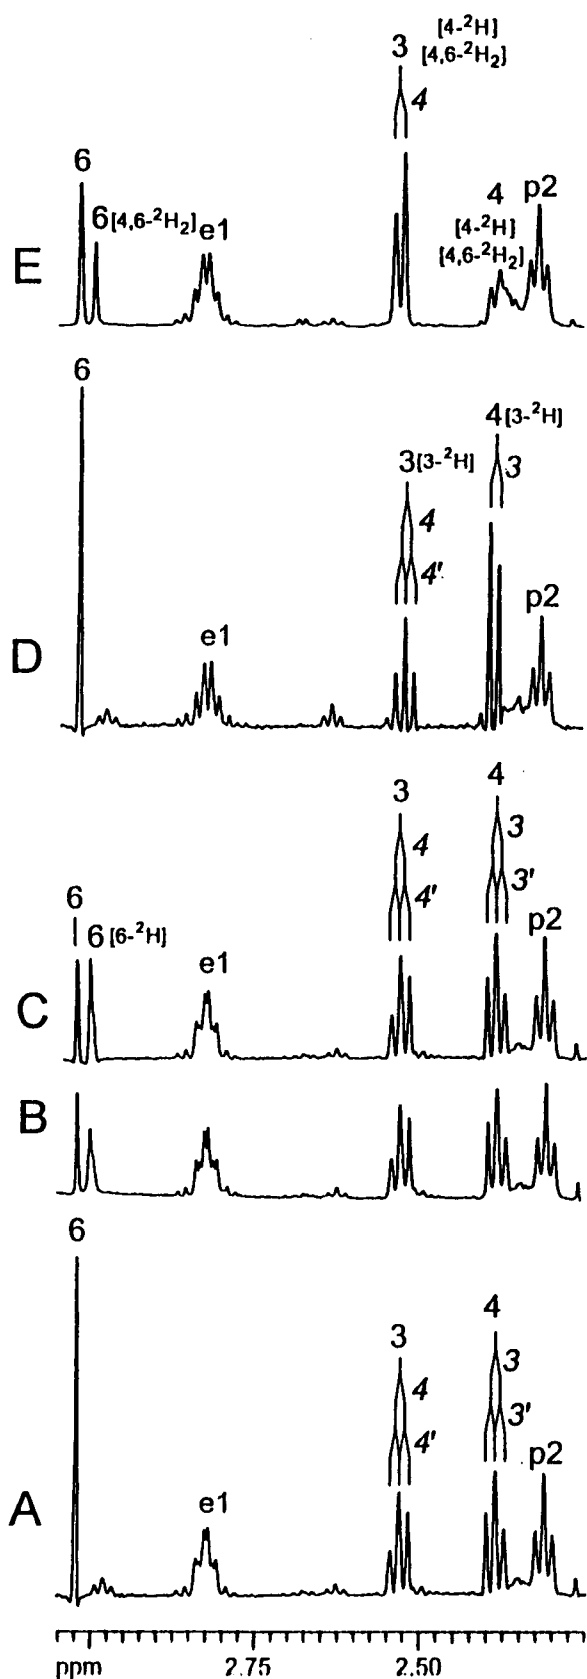 [4-²H]
3 [4,6-²H₂]
4
6
6[4,6-²H₂] e1
4 p2
[4-²H]
[4,6-²H₂]
E
6
4[3-²H]
3[3-²H] 3
4
4'
p2
e1
D
4
3
3
4
3'
4'
6
6 [6-²H] e1 p2
C
B
6
4
3
3
4
3'
4'
p2
e1
A
ppm 2.75 2.50